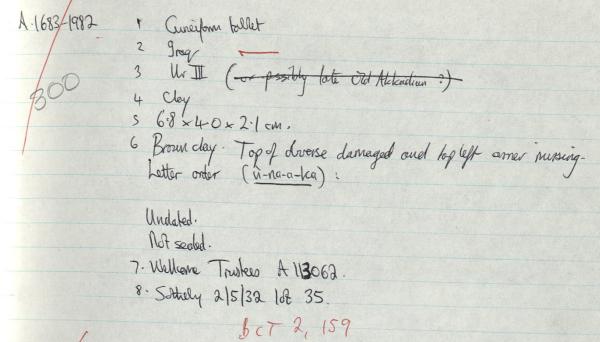 A.1683-1982 1 Cuneiform tablet
2 Iraq
300
3 Ur III (or possibly late Old Akkadian?)
4 Clay
5 6.8 x 4.0 x 2.1 cm.
6 Brown clay. Top of obverse damaged and top left corner missing.
Letter order (ù-na-a-ka) :
Undated.
Not sealed.
7. Wellcome Trustees A 113062.
8. Sotheby 2/5/32 lot 35.
BCT 2, 159